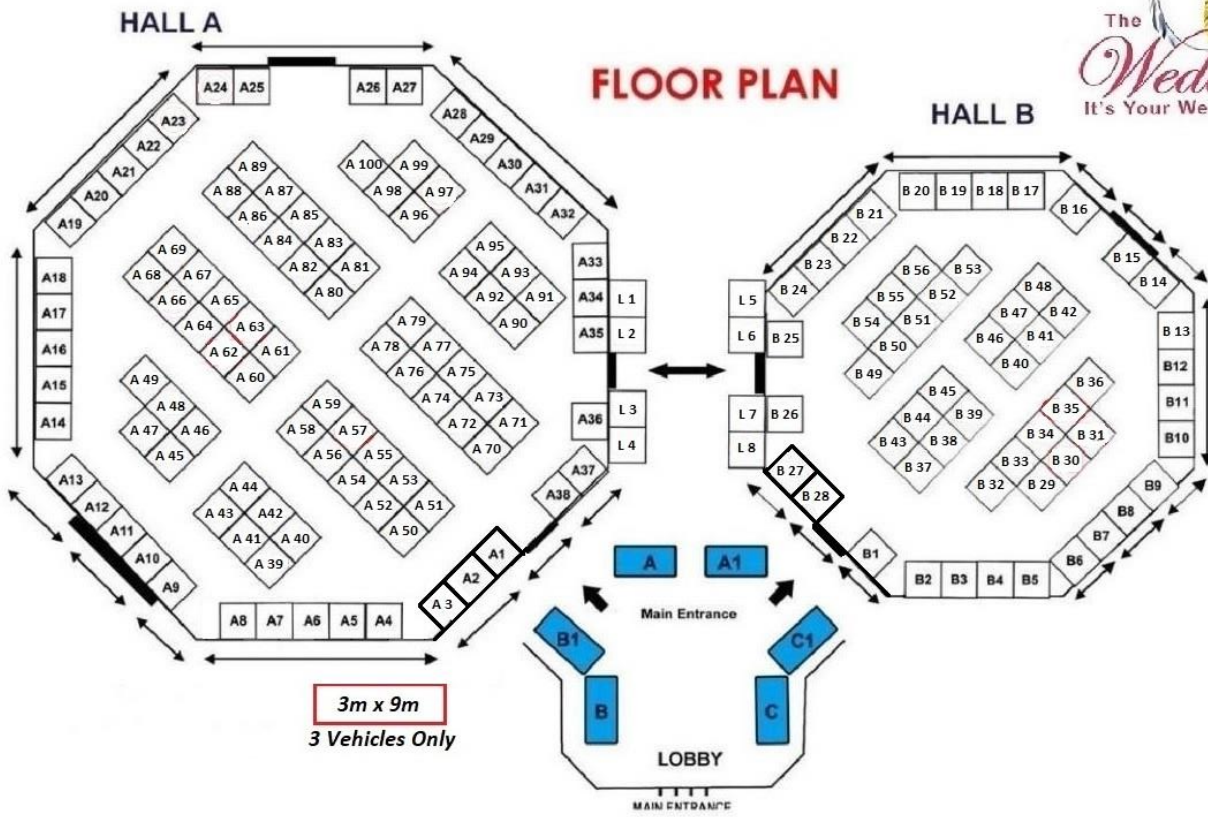 HALL A
FLOOR PLAN
The
It's Your We
HALL B
A24 A25 A26 A27
A23
A22
A21
A20
A19
A28
A29
A30
A31
A32
A 89
A 88 A 87
A 86 A 85
A 84 A 83
A 82 A 81
A 80
A 100 A 99
A 98 A 97
A 96
A 69
A 68 A 67
A 66 A 65
A 64 A 63
A 62 A 61
A 60
A 95
A 94 A 93
A 92 A 91
A 90
A18
A17
A16
A15
A14
A33
A34
A35
A36
L 1
L 2
L 3
L 4
A 79
A 78 A 77
A 76 A 75
A 74 A 73
A 72 A 71
A 70
A 49
A 48
A 47 A 46
A 45
A 59
A 58 A 57
A 56 A 55
A 54 A 53
A 52 A 51
A 50
A 44
A 43 A42
A 41 A 40
A 39
A13
A12
A11
A10
A9
A37
A38
A1
A2
A 3
A8 A7 A6 A5 A4
3m x 9m
3 Vehicles Only
B 20 B 19 B 18 B 17
B 16
B 15
B 14
B 21
B 22
B 23
B 24
B 56 B 53
B 55 B 52
B 54 B 51
B 50
B 49
B 48
B 47 B 42
B 46 B 41
B 40
L 5
L 6 B 25
L 7 B 26
L 8
B 13
B12
B11
B10
B 45
B 44 B 39
B 43 B 38
B 37
B 36
B 35
B 34 B 31
B 33 B 30
B 32 B 29
B 27
B 28
B1
B9
B8
B7
B6
B2 B3 B4 B5
A A1
Main Entrance
B1 C1
B C
LOBBY
MAIN ENTRANCE